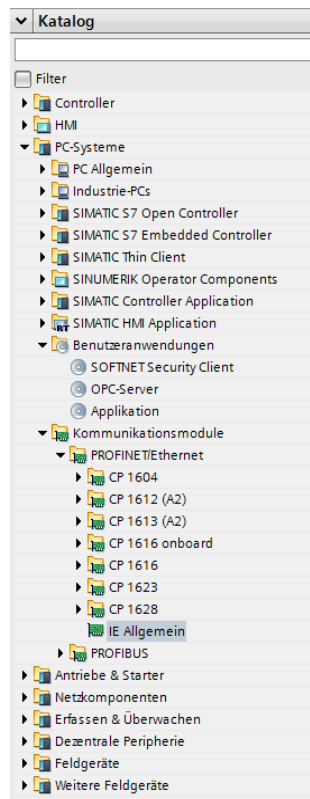 Katalog
Filter
Controller
HMI
PC-Systeme
PC Allgemein
Industrie-PCs
SIMATIC S7 Open Controller
SIMATIC S7 Embedded Controller
SIMATIC Thin Client
SINUMERIK Operator Components
SIMATIC Controller Application
RT SIMATIC HMI Application
Benutzeranwendungen
SOFTNET Security Client
OPC-Server
Applikation
Kommunikationsmodule
PROFINET/Ethernet
CP 1604
CP 1612 (A2)
CP 1613 (A2)
CP 1616 onboard
CP 1616
CP 1623
CP 1628
IE Allgemein
PROFIBUS
Antriebe & Starter
Netzkomponenten
Erfassen & Überwachen
Dezentrale Peripherie
Feldgeräte
Weitere Feldgeräte